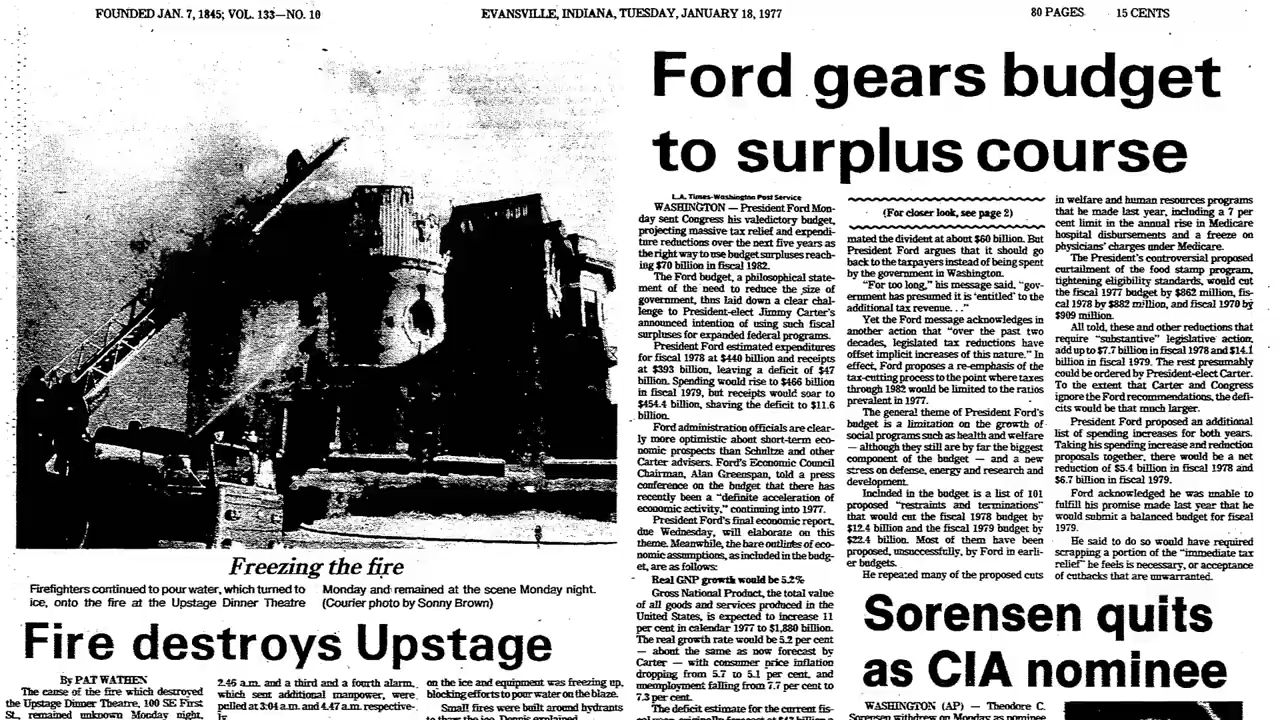 FOUNDED JAN. 7, 1845; VOL. 133—NO. 10
EVANSVILLE, INDIANA, TUESDAY, JANUARY 18, 1977
80 PAGES 15 CENTS
Freezing the fire
Firefighters continued to pour water, which turned to
ice, onto the fire at the Upstage Dinner Theatre
Monday and remained at the scene Monday night.
(Courier photo by Sonny Brown)
Fire destroys Upstage
By PAT WATHEN
The cause of the fire which destroyed
the Upstage Dinner Theatre, 100 SE First
St., remained unknown Monday night,
2:46 a.m. and a third and a fourth alarm,
which sent additional manpower, were
pulled at 3:04 a.m. and 4:47 a.m. respective-
ly.
on the ice and equipment was freezing up,
blocking efforts to pour water on the blaze.
Small fires were built around hydrants
to thaw the ice, Dennis explained.
Ford gears budget
to surplus course
L.A. Times-Washington Post Service
WASHINGTON — President Ford Mon-
day sent Congress his valedictory budget,
projecting massive tax relief and expendi-
ture reductions over the next five years as
the right way to use budget surpluses reach-
ing $70 billion in fiscal 1982.
The Ford budget, a philosophical state-
ment of the need to reduce the size of
government, thus laid down a clear chal-
lenge to President-elect Jimmy Carter's
announced intention of using such fiscal
surpluses for expanded federal programs.
President Ford estimated expenditures
for fiscal 1978 at $440 billion and receipts
at $393 billion, leaving a deficit of $47
billion. Spending would rise to $466 billion
in fiscal 1979, but receipts would soar to
$454.4 billion, shaving the deficit to $11.6
billion.
Ford administration officials are clear-
ly more optimistic about short-term eco-
nomic prospects than Schultze and other
Carter advisers. Ford's Economic Council
Chairman, Alan Greenspan, told a press
conference on the budget that there has
recently been a "definite acceleration of
economic activity," continuing into 1977.
President Ford's final economic report,
due Wednesday, will elaborate on this
theme. Meanwhile, the bare outlines of eco-
nomic assumptions, as included in the budg-
et, are as follows:
Real GNP growth would be 5.2%
Gross National Product, the total value
of all goods and services produced in the
United States, is expected to increase 11
per cent in calendar 1977 to $1,880 billion.
The real growth rate would be 5.2 per cent
— about the same as now forecast by
Carter — with consumer price inflation
dropping from 5.7 to 5.1 per cent, and
unemployment falling from 7.7 per cent to
7.3 per cent.
The deficit estimate for the current fis-
(For closer look, see page 2)
mated the divident at about $60 billion. But
President Ford argues that it should go
back to the taxpayers instead of being spent
by the government in Washington.
"For too long," his message said, "gov-
ernment has presumed it is 'entitled' to the
additional tax revenue. . ."
Yet the Ford message acknowledges in
another action that "over the past two
decades, legislated tax reductions have
offset implicit increases of this nature." In
effect, Ford proposes a re-emphasis of the
tax-cutting process to the point where taxes
through 1982 would be limited to the ratios
prevalent in 1977.
The general theme of President Ford's
budget is a limitation on the growth of
social programs such as health and welfare
— although they still are by far the biggest
component of the budget — and a new
stress on defense, energy and research and
development.
Included in the budget is a list of 101
proposed "restraints and terminations"
that would cut the fiscal 1978 budget by
$12.4 billion and the fiscal 1979 budget by
$22.4 billion. Most of them have been
proposed, unsuccessfully, by Ford in earli-
er budgets.
He repeated many of the proposed cuts
in welfare and human resources programs
that he made last year, including a 7 per
cent limit in the annual rise in Medicare
hospital disbursements and a freeze on
physicians' charges under Medicare.
The President's controversial proposed
curtailment of the food stamp program,
tightening eligibility standards, would cut
the fiscal 1977 budget by $862 million, fis-
cal 1978 by $882 million, and fiscal 1970 by
$909 million.
All told, these and other reductions that
require "substantive" legislative action,
add up to $7.7 billion in fiscal 1978 and $14.1
billion in fiscal 1979. The rest presumably
could be ordered by President-elect Carter.
To the extent that Carter and Congress
ignore the Ford recommendations, the defi-
cits would be that much larger.
President Ford proposed an additional
list of spending increases for both years.
Taking his spending increase and reduction
proposals together, there would be a net
reduction of $5.4 billion in fiscal 1978 and
$6.7 billion in fiscal 1979.
Ford acknowledged he was unable to
fulfill his promise made last year that he
would submit a balanced budget for fiscal
1979.
He said to do so would have required
scrapping a portion of the "immediate tax
relief" he feels is necessary, or acceptance
of cutbacks that are unwarranted.
Sorensen quits
as CIA nominee
WASHINGTON (AP) — Theodore C.
Sorensen withdrew on Monday as nominee